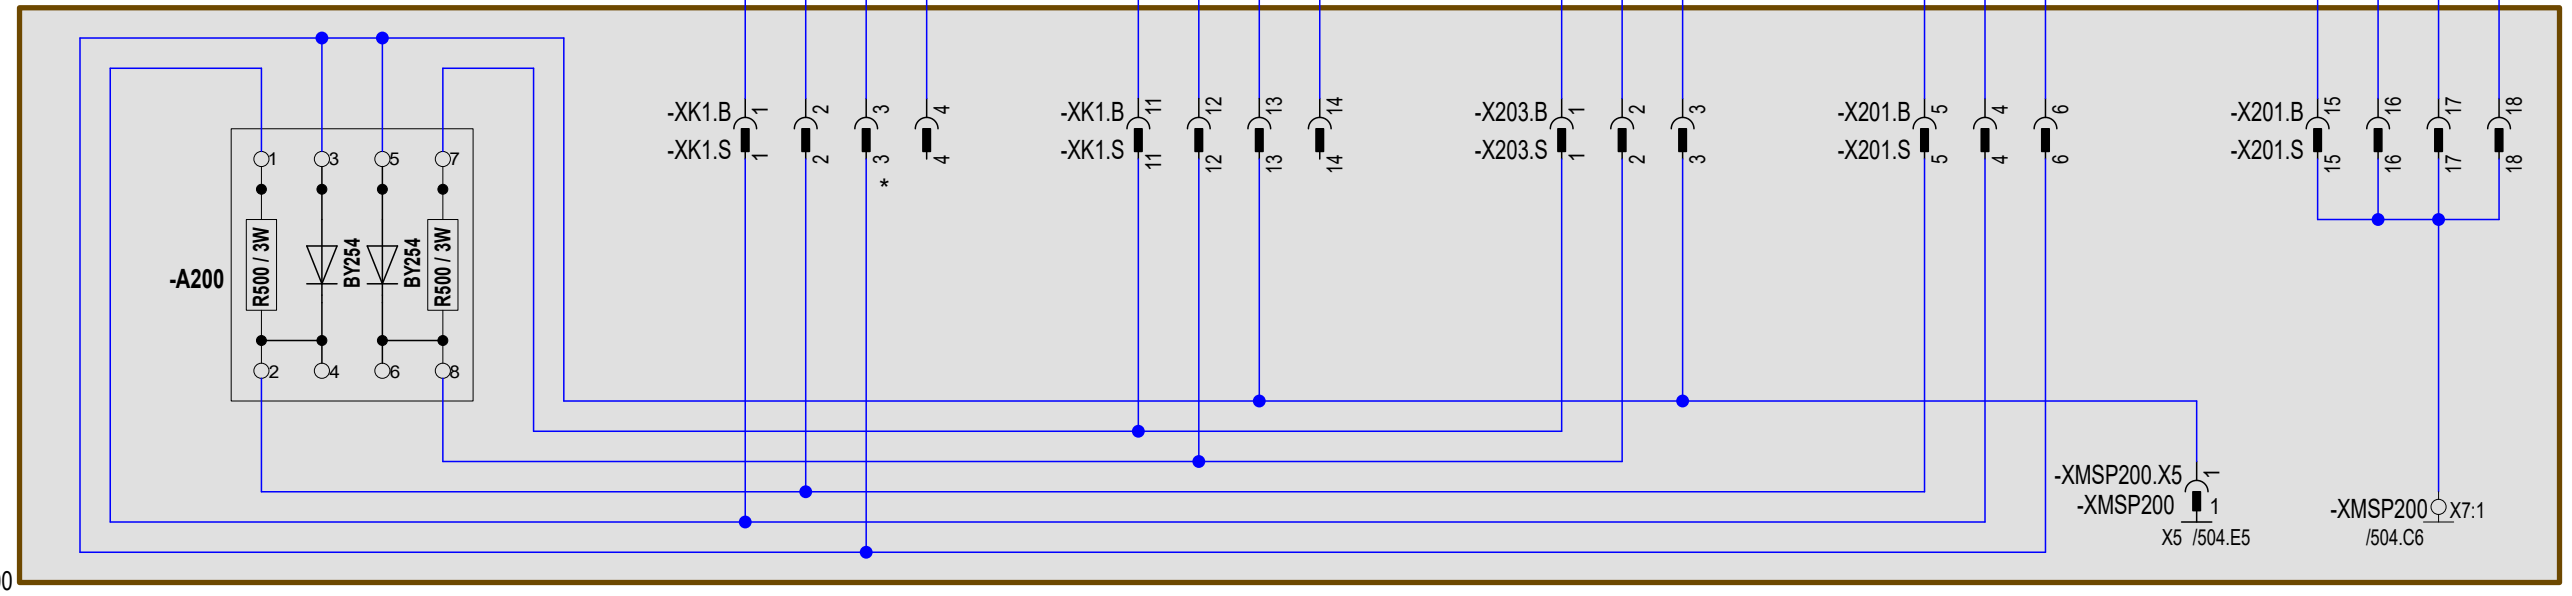 -XK1.B 1 2 3 4
-XK1.S 1 2 3 4
*
-XK1.B 11 12 13 14
-XK1.S 11 12 13 14
-X203.B 1 2 3
-X203.S 1 2 3
-X201.B 5 4 6
-X201.S 5 4 6
-X201.B 15 16 17 18
-X201.S 15 16 17 18
1 3 5 7
-A200
R500 / 3W
BY254
BY254
R500 / 3W
2 4 6 8
-XMSP200.X5 1
-XMSP200 1
X5 /504.E5
-XMSP200 X7:1
/504.C6